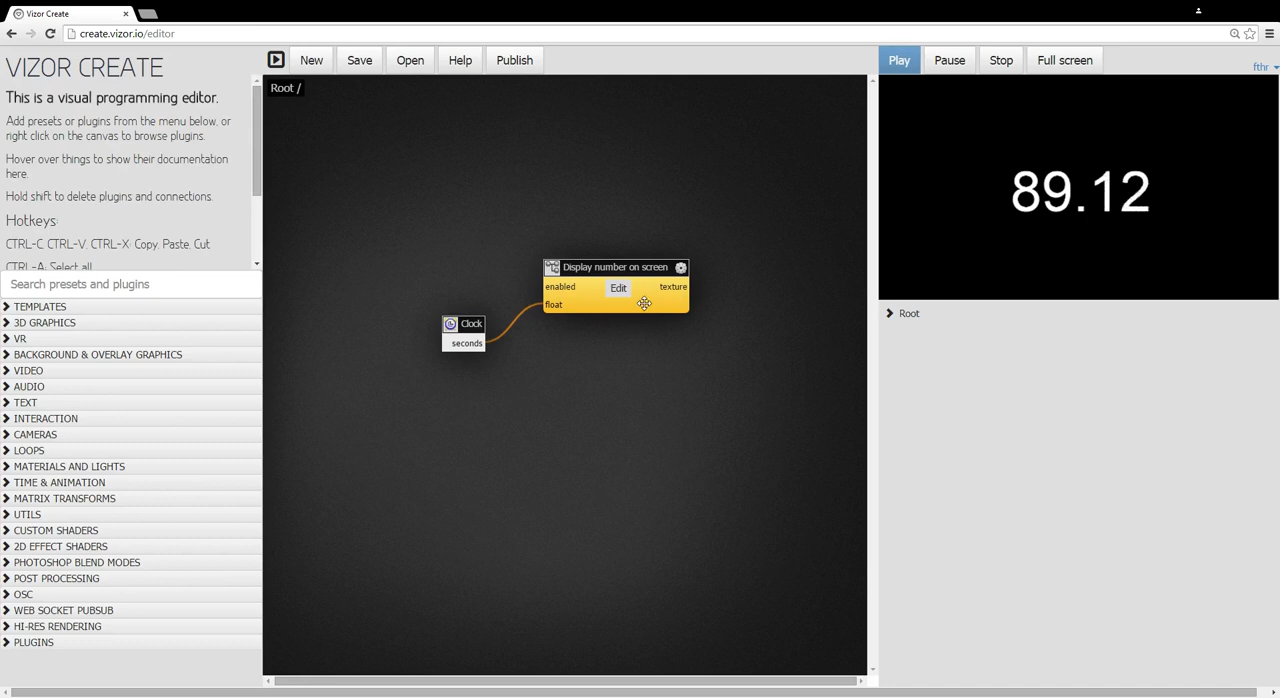 Vizor Create
create.vizor.io/editor
VIZOR CREATE
This is a visual programming editor.
Add presets or plugins from the menu below, or
right click on the canvas to browse plugins.
Hover over things to show their documentation
here.
Hold shift to delete plugins and connections.
Hotkeys:
CTRL-C, CTRL-V, CTRL-X: Copy, Paste, Cut
CTRL-A: Select all
Search presets and plugins
TEMPLATES
3D GRAPHICS
VR
BACKGROUND & OVERLAY GRAPHICS
VIDEO
AUDIO
TEXT
INTERACTION
CAMERAS
LOOPS
MATERIALS AND LIGHTS
TIME & ANIMATION
MATRIX TRANSFORMS
UTILS
CUSTOM SHADERS
2D EFFECT SHADERS
PHOTOSHOP BLEND MODES
POST PROCESSING
OSC
WEB SOCKET PUBSUB
HI-RES RENDERING
PLUGINS
New Save Open Help Publish
Root /
Display number on screen
enabled Edit texture
float
Clock
seconds
Play Pause Stop Full screen
fthr
89.12
Root